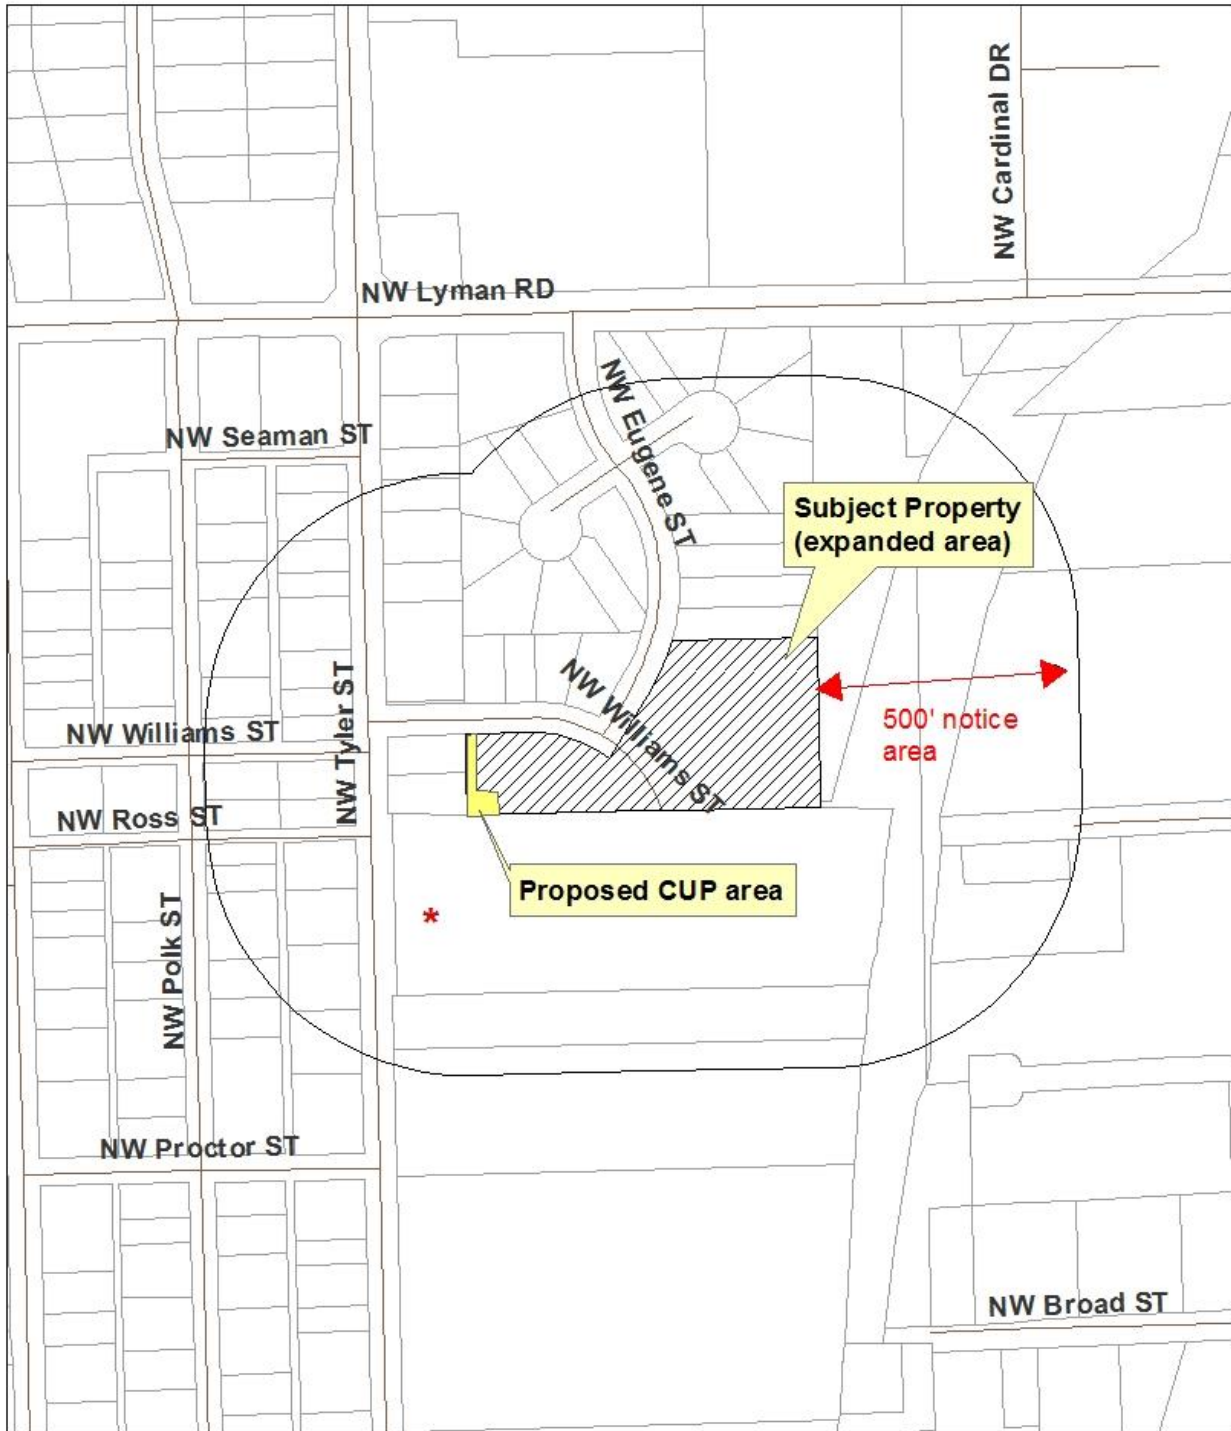 NW Cardinal DR
NW Lyman RD
NW Eugene ST
NW Seaman ST
Subject Property
(expanded area)
NW Williams ST
NW Tyler ST
500' notice
area
NW Williams ST
NW Ross ST
Proposed CUP area
*
NW Polk ST
NW Proctor ST
NW Broad ST